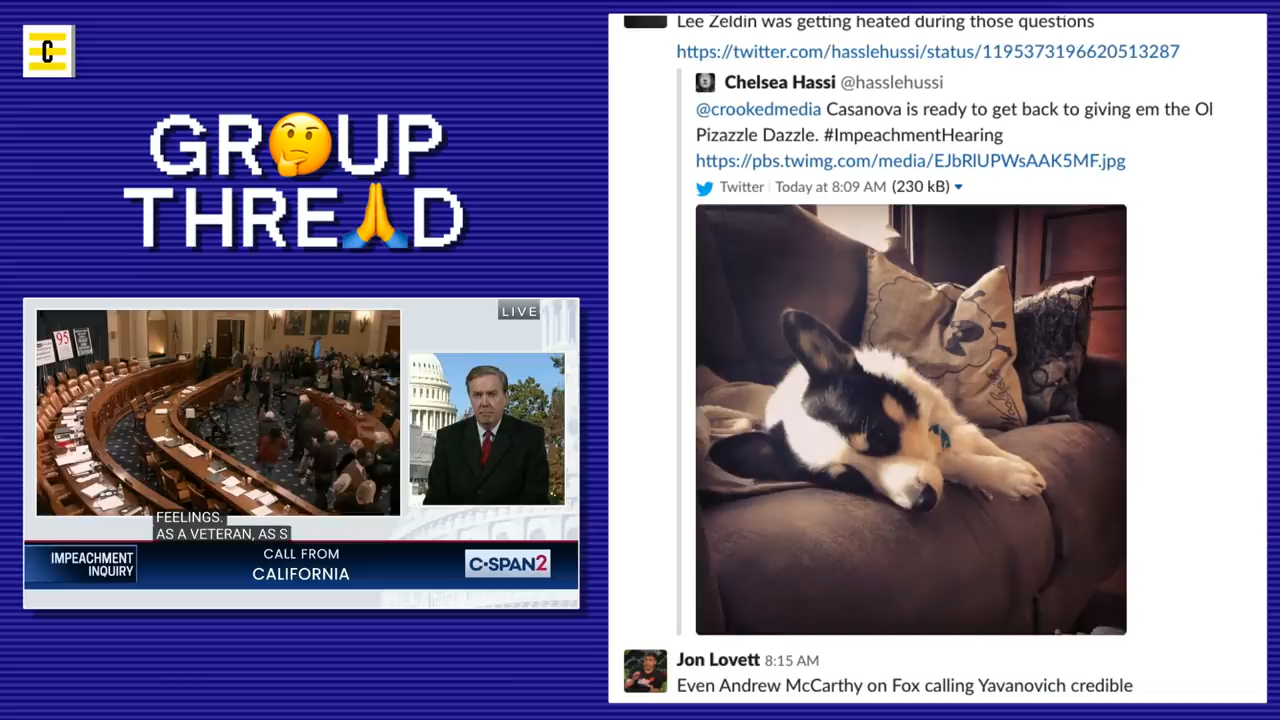 C
GR🤔UP
THRE🙏D
LIVE
95
FEELINGS.
AS A VETERAN, AS S
IMPEACHMENT
INQUIRY
CALL FROM
CALIFORNIA
C-SPAN2
Lee Zeldin was getting heated during those questions
https://twitter.com/hasslehussi/status/1195373196620513287
Chelsea Hassi @hasslehussi
@crookedmedia Casanova is ready to get back to giving em the Ol
Pizazzle Dazzle. #ImpeachmentHearing
https://pbs.twimg.com/media/EJbRlUPWsAAK5MF.jpg
Twitter | Today at 8:09 AM (230 kB)
Jon Lovett 8:15 AM
Even Andrew McCarthy on Fox calling Yavanovich credible